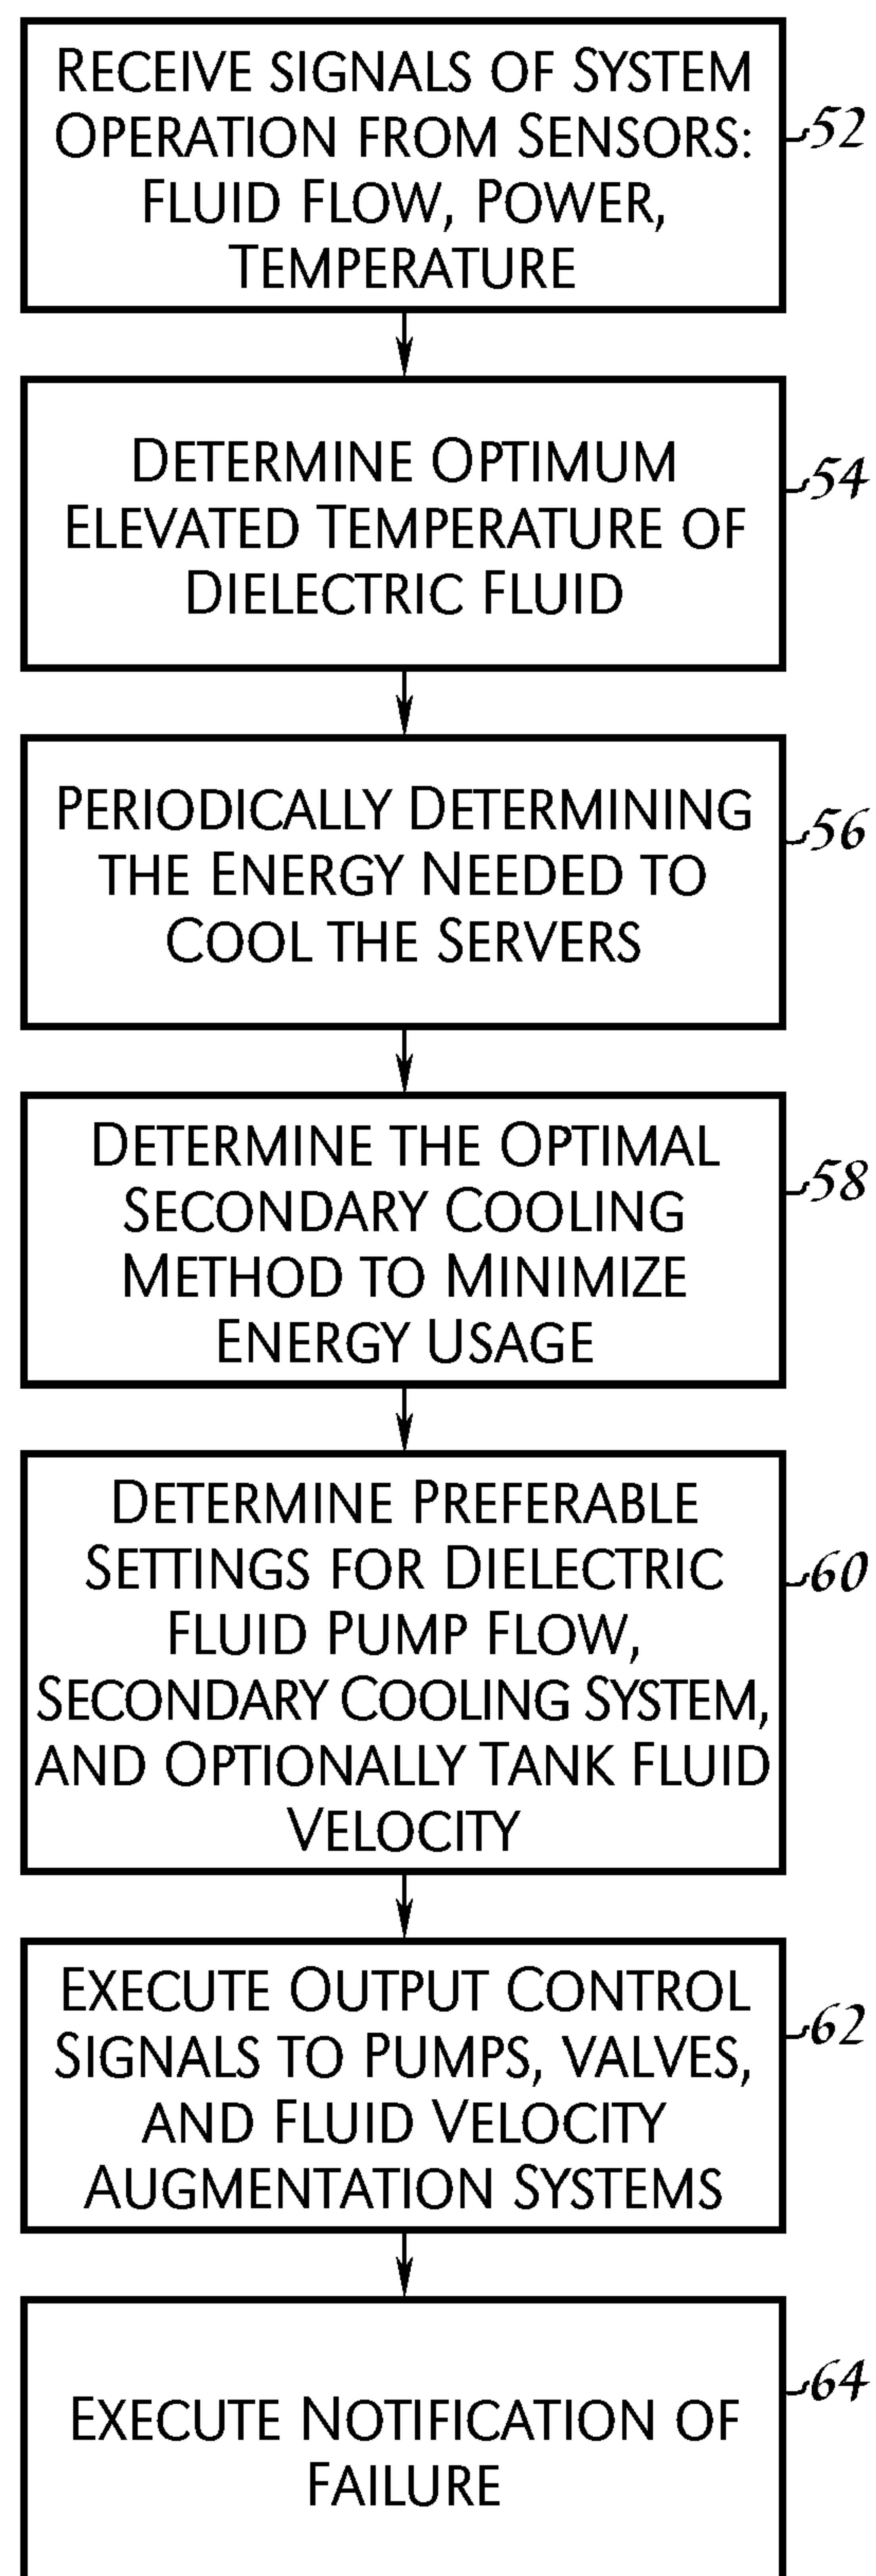 RECEIVE SIGNALS OF SYSTEM
OPERATION FROM SENSORS:
FLUID FLOW, POWER,
TEMPERATURE
52
DETERMINE OPTIMUM
ELEVATED TEMPERATURE OF
DIELECTRIC FLUID
54
PERIODICALLY DETERMINING
THE ENERGY NEEDED TO
COOL THE SERVERS
56
DETERMINE THE OPTIMAL
SECONDARY COOLING
METHOD TO MINIMIZE
ENERGY USAGE
58
DETERMINE PREFERABLE
SETTINGS FOR DIELECTRIC
FLUID PUMP FLOW,
SECONDARY COOLING SYSTEM,
AND OPTIONALLY TANK FLUID
VELOCITY
60
EXECUTE OUTPUT CONTROL
SIGNALS TO PUMPS, VALVES,
AND FLUID VELOCITY
AUGMENTATION SYSTEMS
62
EXECUTE NOTIFICATION OF
FAILURE
64